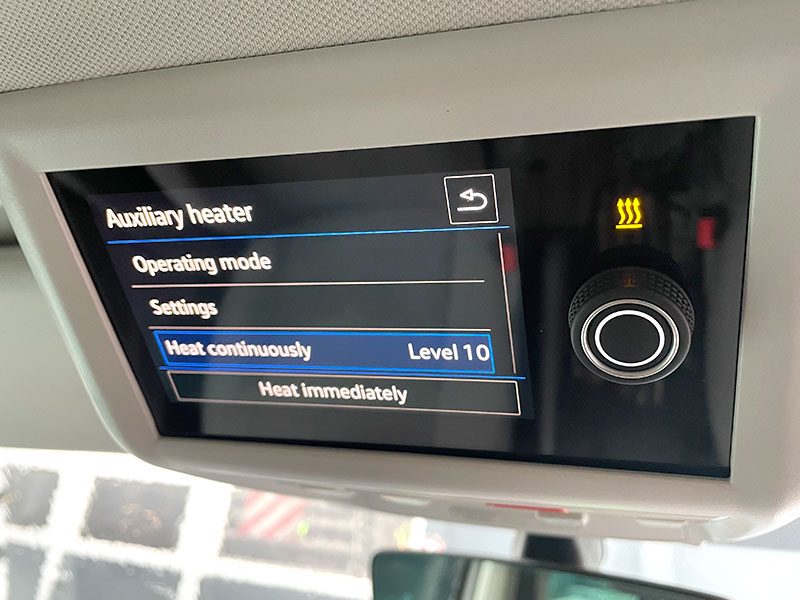 Auxiliary heater
Operating mode
Settings
Heat continuously Level 10
Heat immediately